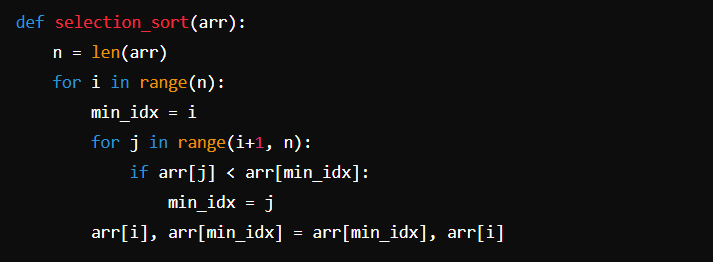 def selection_sort(arr):
    n = len(arr)
    for i in range(n):
        min_idx = i
        for j in range(i+1, n):
            if arr[j] < arr[min_idx]:
                min_idx = j
        arr[i], arr[min_idx] = arr[min_idx], arr[i]